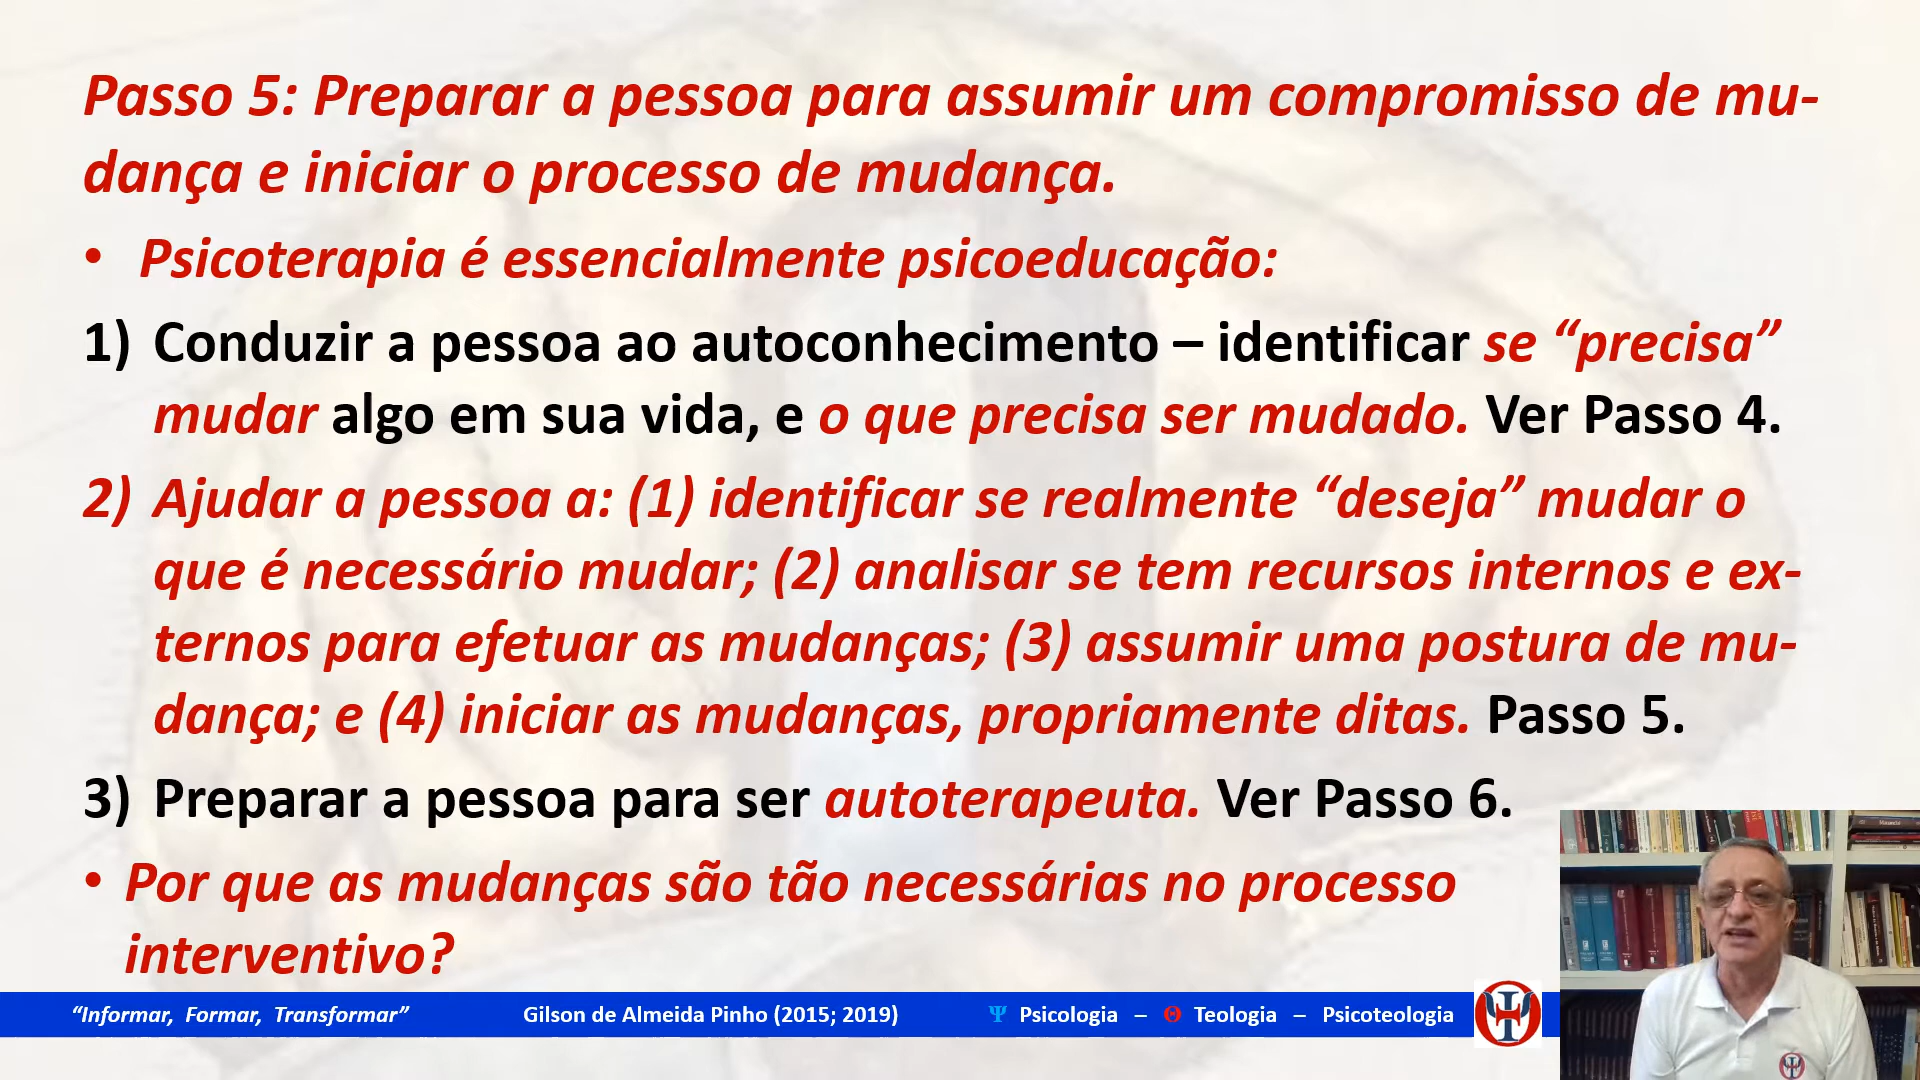 Passo 5: Preparar a pessoa para assumir um compromisso de mu-
dança e iniciar o processo de mudança.
• Psicoterapia é essencialmente psicoeducação:
1) Conduzir a pessoa ao autoconhecimento – identificar se “precisa”
mudar algo em sua vida, e o que precisa ser mudado. Ver Passo 4.
2) Ajudar a pessoa a: (1) identificar se realmente “deseja” mudar o
que é necessário mudar; (2) analisar se tem recursos internos e ex-
ternos para efetuar as mudanças; (3) assumir uma postura de mu-
dança; e (4) iniciar as mudanças, propriamente ditas. Passo 5.
3) Preparar a pessoa para ser autoterapeuta. Ver Passo 6.
• Por que as mudanças são tão necessárias no processo
interventivo?
“Informar, Formar, Transformar” Gilson de Almeida Pinho (2015; 2019) Ψ Psicologia – Θ Teologia – Psicoteologia